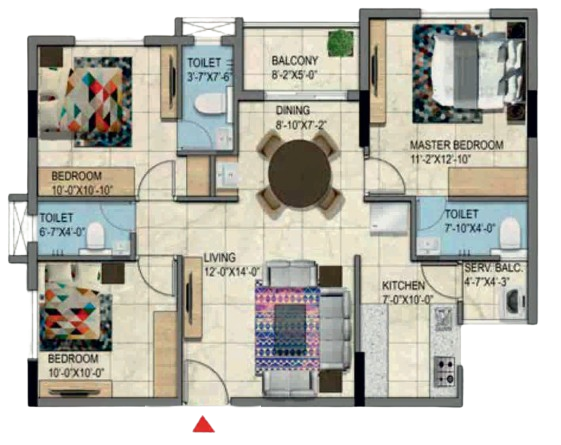 BALCONY
8'-2"X5'-0"
TOILET
3'-7"X7'-6"
DINING
8'-10"X7'-2"
MASTER BEDROOM
11'-2"X12'-10"
BEDROOM
10'-0"X10'-10"
TOILET
6'-7"X4'-0"
TOILET
7'-10"X4'-0"
LIVING
12'-0"X14'-0"
KITCHEN
7'-0"X10'-0"
SERV. BALC.
4'-7"X4'-3"
BEDROOM
10'-0"X10'-0"